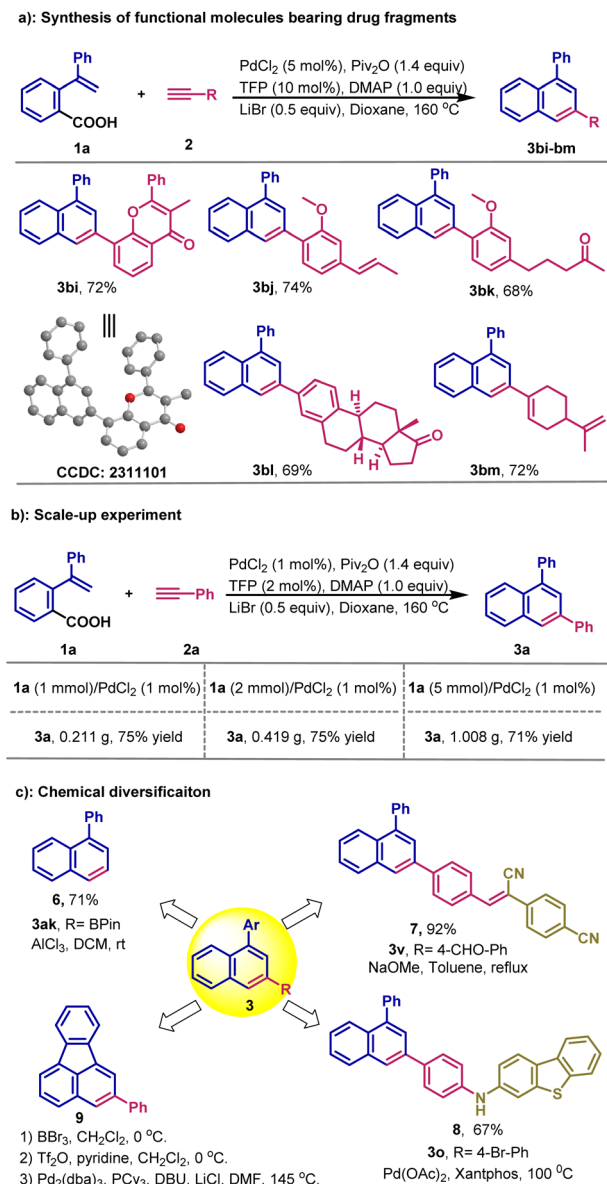 a): Synthesis of functional molecules bearing drug fragments
Ph
COOH
1a
+
R
2
PdCl2 (5 mol%), Piv2O (1.4 equiv)
TFP (10 mol%), DMAP (1.0 equiv)
LiBr (0.5 equiv), Dioxane, 160 °C
Ph
R
3bi-bm
Ph
Ph
O
O
3bi, 72%
Ph
O
3bj, 74%
Ph
O
O
3bk, 68%
CCDC: 2311101
Ph
H
H
H
O
3bl, 69%
Ph
3bm, 72%
b): Scale-up experiment
Ph
COOH
1a
+
Ph
2a
PdCl2 (1 mol%), Piv2O (1.4 equiv)
TFP (2 mol%), DMAP (1.0 equiv)
LiBr (0.5 equiv), Dioxane, 160 °C
Ph
Ph
3a
1a (1 mmol)/PdCl2 (1 mol%) 1a (2 mmol)/PdCl2 (1 mol%) 1a (5 mmol)/PdCl2 (1 mol%)
3a, 0.211 g, 75% yield 3a, 0.419 g, 75% yield 3a, 1.008 g, 71% yield
c): Chemical diversificaiton
Ph
6, 71%
3ak, R= BPin
AlCl3, DCM, rt
Ar
R
3
Ph
CN
CN
7, 92%
3v, R= 4-CHO-Ph
NaOMe, Toluene, reflux
Ph
9
1) BBr3, CH2Cl2, 0 °C.
2) Tf2O, pyridine, CH2Cl2, 0 °C.
3) Pd2(dba)3, PCy3, DBU, LiCl, DMF, 145 °C.
Ph
N
H
S
8, 67%
3o, R= 4-Br-Ph
Pd(OAc)2, Xantphos, 100 °C